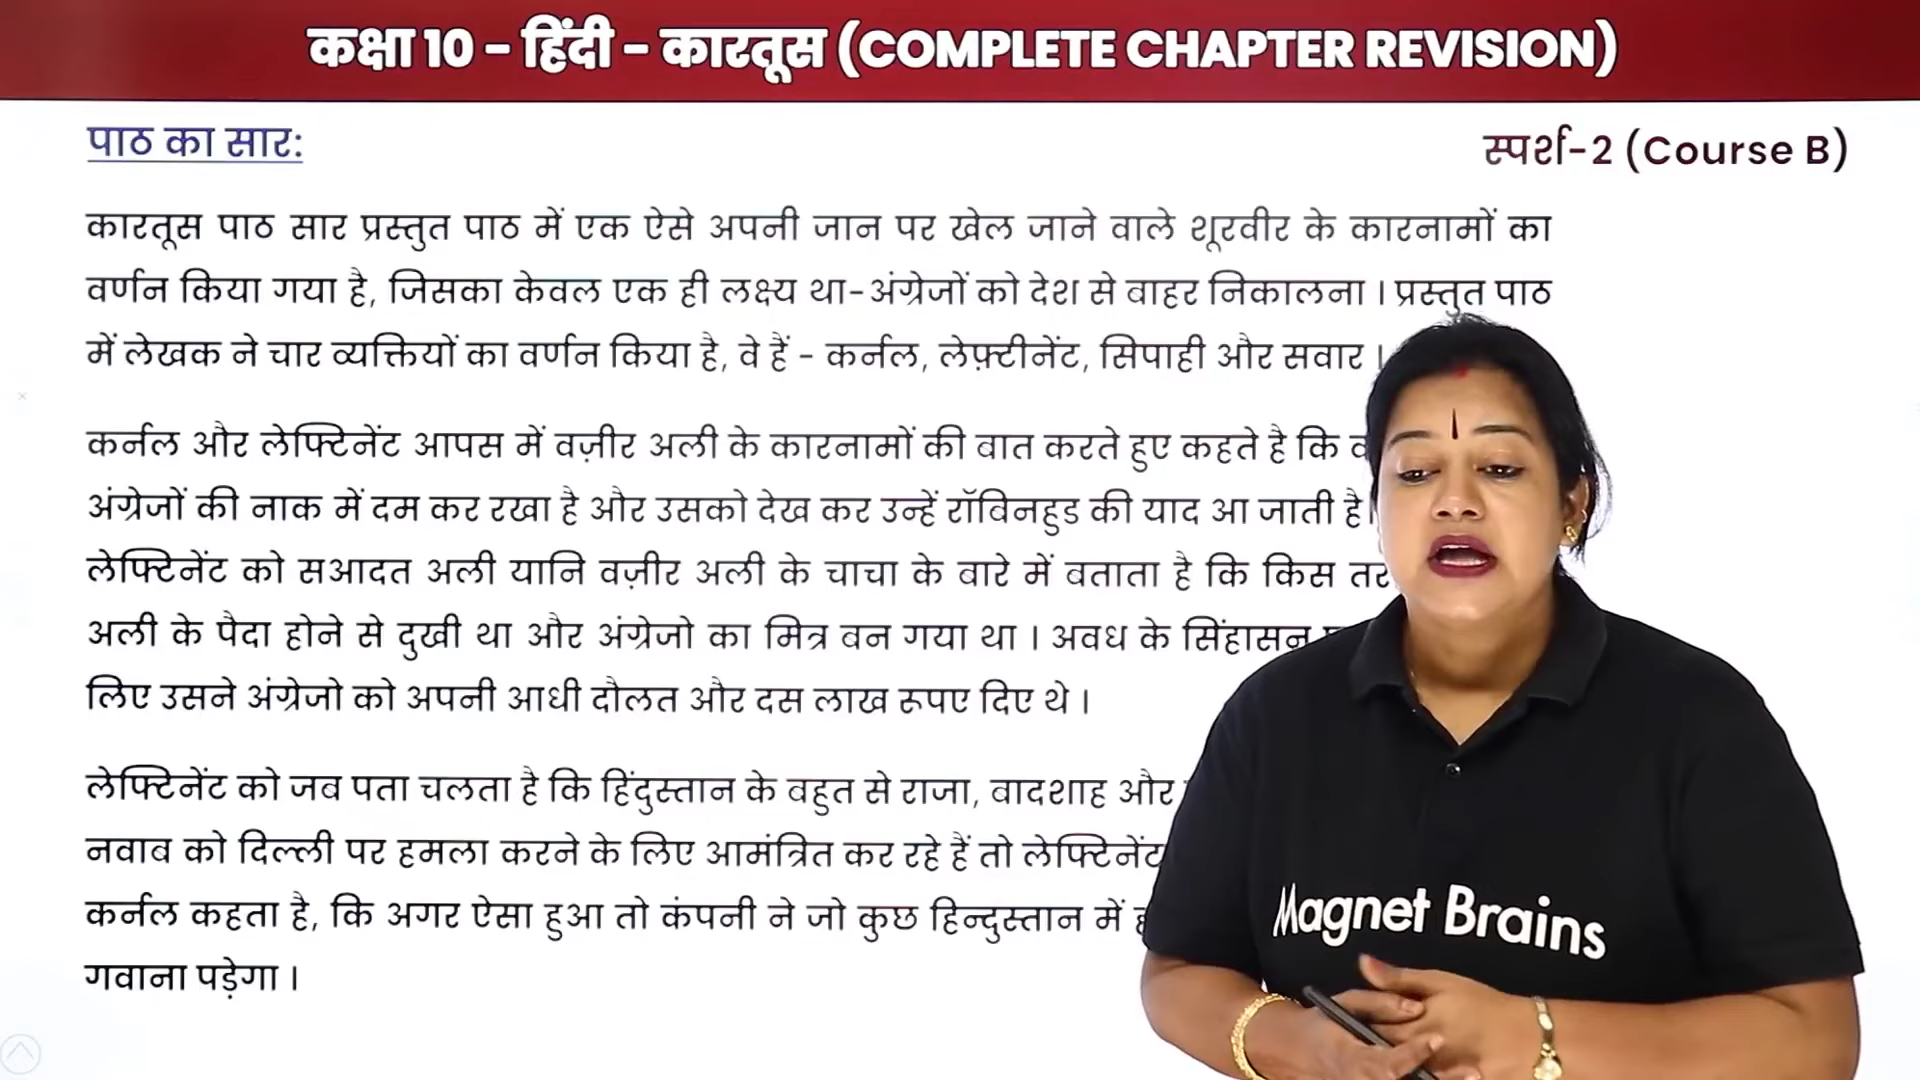 कक्षा 10 - हिंदी - कारतूस (COMPLETE CHAPTER REVISION)
पाठ का सार:
स्पर्श-2 (Course B)
कारतूस पाठ सार प्रस्तुत पाठ में एक ऐसे अपनी जान पर खेल जाने वाले शूरवीर के कारनामों का
वर्णन किया गया है, जिसका केवल एक ही लक्ष्य था-अंग्रेजों को देश से बाहर निकालना । प्रस्तुत पाठ
में लेखक ने चार व्यक्तियों का वर्णन किया है, वे हैं - कर्नल, लेफ़्टीनेंट, सिपाही और सवार ।
कर्नल और लेफ्टिनेंट आपस में वज़ीर अली के कारनामों की बात करते हुए कहते है कि
अंग्रेजों की नाक में दम कर रखा है और उसको देख कर उन्हें रॉबिनहुड की याद आ जाती है।
लेफ्टिनेंट को सआदत अली यानि वज़ीर अली के चाचा के बारे में बताता है कि किस
अली के पैदा होने से दुखी था और अंग्रेजो का मित्र बन गया था । अवध के सिंहासन
लिए उसने अंग्रेजो को अपनी आधी दौलत और दस लाख रूपए दिए थे ।
लेफ्टिनेंट को जब पता चलता है कि हिंदुस्तान के बहुत से राजा, बादशाह और
नवाब को दिल्ली पर हमला करने के लिए आमंत्रित कर रहे हैं तो लेफ्टिनेंट
कर्नल कहता है, कि अगर ऐसा हुआ तो कंपनी ने जो कुछ हिन्दुस्तान में
गवाना पड़ेगा ।
Magnet Brains